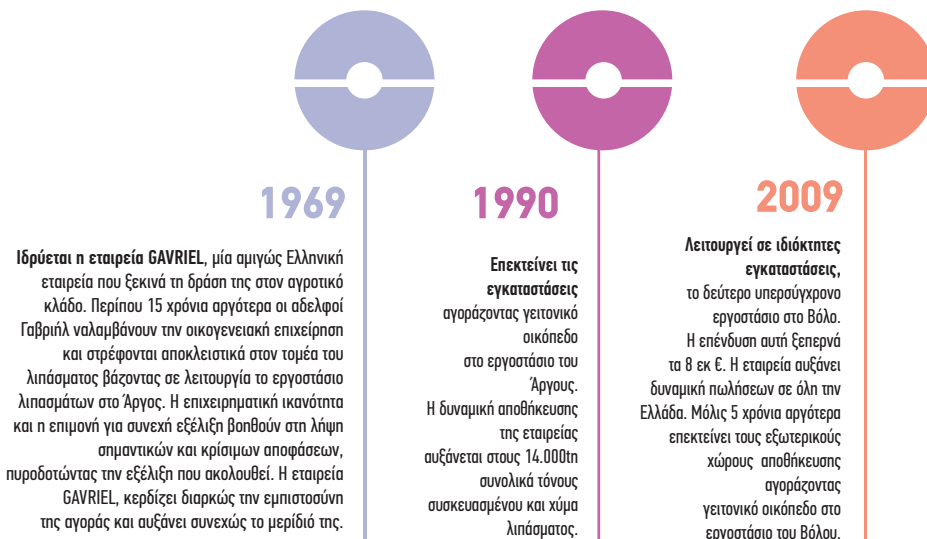 1969
Ιδρύεται η εταιρεία GAVRIEL, μία αμιγώς Ελληνική
εταιρεία που ξεκινά τη δράση της στον αγροτικό
κλάδο. Περίπου 15 χρόνια αργότερα οι αδελφοί
Γαβριήλ ναλαμβάνουν την οικογενειακή επιχείρηση
και στρέφονται αποκλειστικά στον τομέα του
λιπάσματος βάζοντας σε λειτουργία το εργοστάσιο
λιπασμάτων στο Άργος. Η επιχειρηματική ικανότητα
και η επιμονή για συνεχή εξέλιξη βοηθούν στη λήψη
σημαντικών και κρίσιμων αποφάσεων,
πυροδοτώντας την εξέλιξη που ακολουθεί. Η εταιρεία
GAVRIEL, κερδίζει διαρκώς την εμπιστοσύνη
της αγοράς και αυξάνει συνεχώς το μερίδιό της.
1990
Επεκτείνει τις
εγκαταστάσεις
αγοράζοντας γειτονικό
οικόπεδο
στο εργοστάσιο του
Άργους.
Η δυναμική αποθήκευσης
της εταιρείας
αυξάνεται στους 14.000tn
συνολικά τόνους
συσκευασμένου και χύμα
λιπάσματος.
2009
Λειτουργεί σε ιδιόκτητες
εγκαταστάσεις,
το δεύτερο υπερσύγχρονο
εργοστάσιο στο Βόλο.
Η επένδυση αυτή ξεπερνά
τα 8 εκ €. Η εταιρεία αυξάνει
δυναμική πωλήσεων σε όλη την
Ελλάδα. Μόλις 5 χρόνια αργότερα
επεκτείνει τους εξωτερικούς
χώρους αποθήκευσης
αγοράζοντας
γειτονικό οικόπεδο στο
εργοστάσιο του Βόλου.